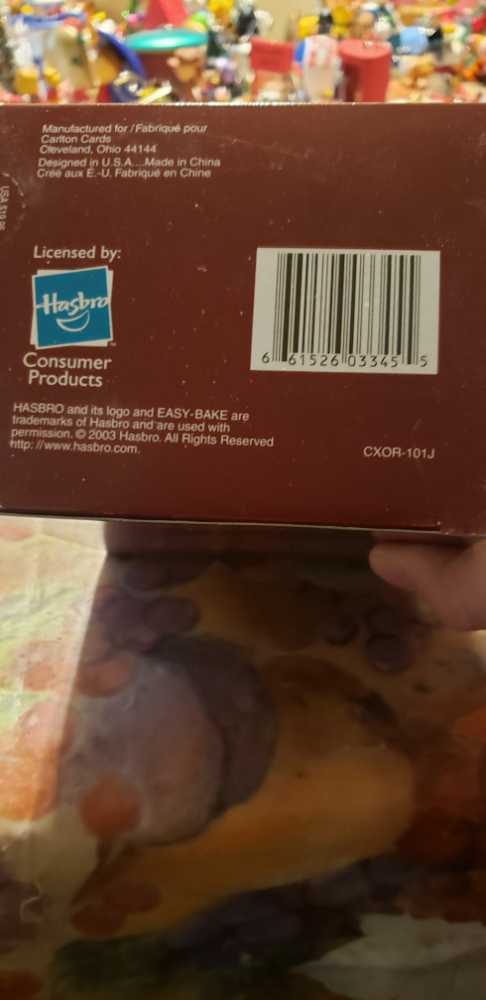 Manufactured for / Fabriqué pour
Carlton Cards
Cleveland, Ohio 44144
Designed in U.S.A....Made in China
Créé aux É.-U. Fabriqué en Chine
Licensed by:
Hasbro
Consumer
Products
6 61526 03345 5
HASBRO and its logo and EASY-BAKE are
trademarks of Hasbro and are used with
permission. © 2003 Hasbro. All Rights Reserved
http: //www.hasbro.com.
CXOR-101J